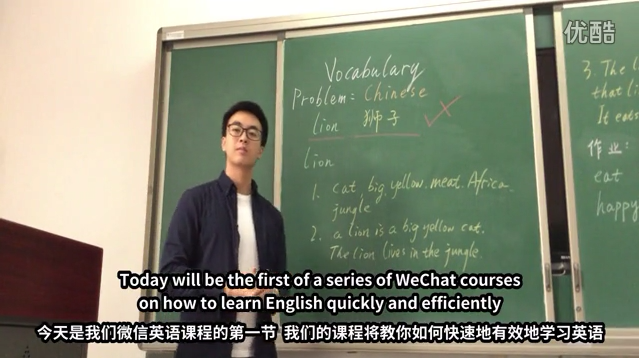 优酷
Vocabulary
Problem: Chinese
lion 狮子
lion
1. cat. big. yellow. meat. Africa.
jungle
2. a lion is a big yellow cat.
The lion lives in the jungle.
3. The l
that li
It eats
作业:
eat
happy
Today will be the first of a series of WeChat courses
on how to learn English quickly and efficiently
今天是我们微信英语课程的第一节 我们的课程将教你如何快速地有效地学习英语